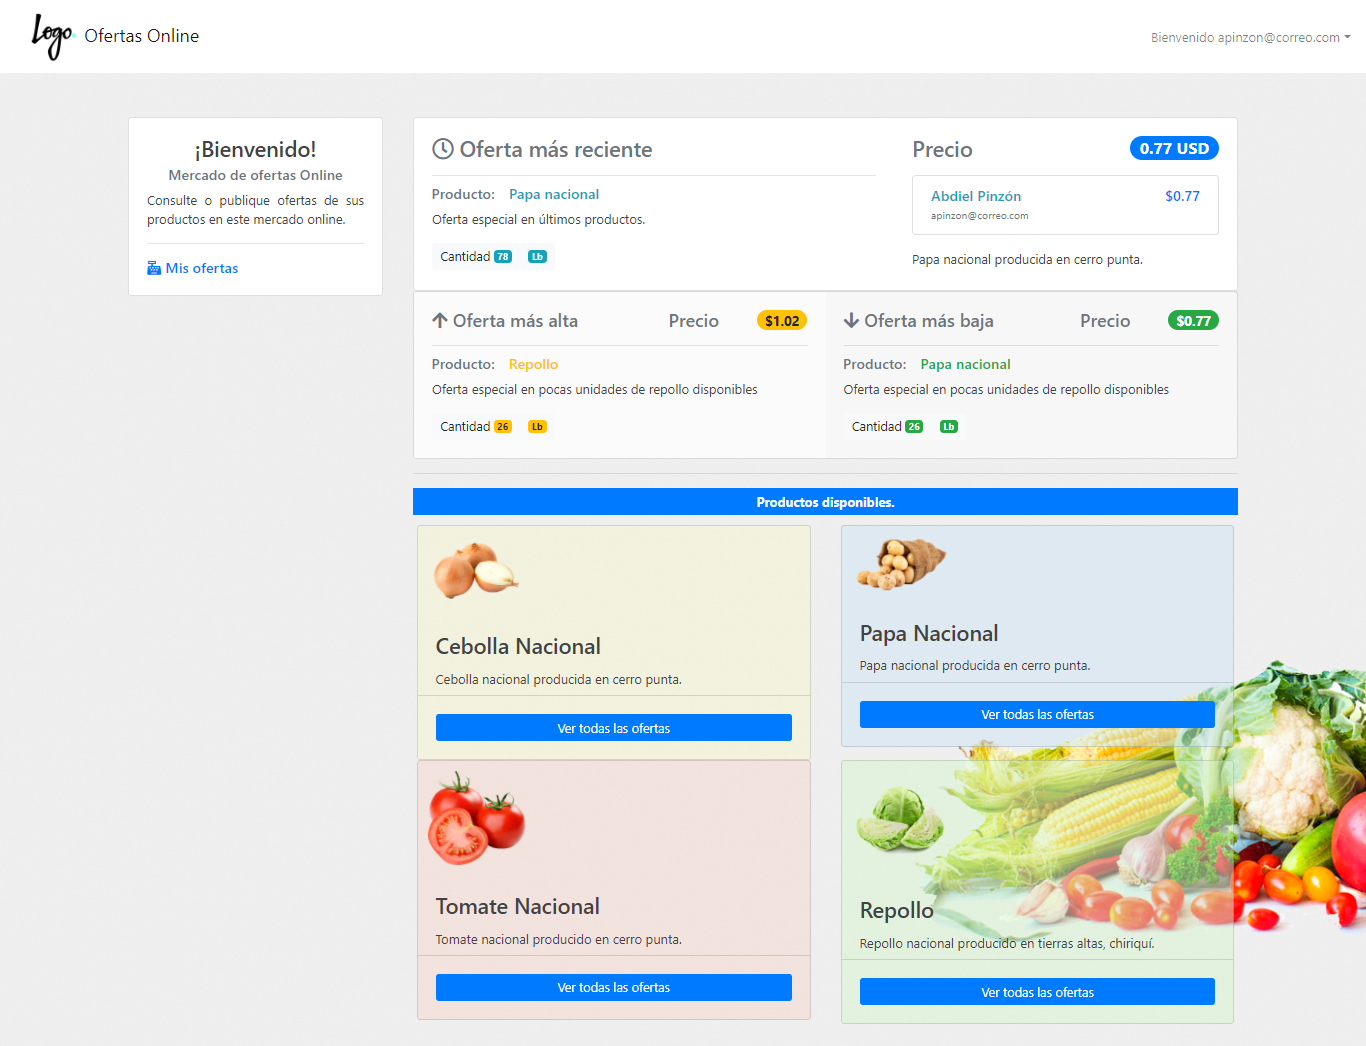 Logo
Ofertas Online
Bienvenido apinzon@correo.com
¡Bienvenido!
Mercado de ofertas Online
Consulte o publique ofertas de sus
productos en este mercado online.
Mis ofertas
Oferta más reciente
Producto: Papa nacional
Oferta especial en últimos productos.
Cantidad 78 Lb
Precio 0.77 USD
Abdiel Pinzón $0.77
apinzon@correo.com
Papa nacional producida en cerro punta.
Oferta más alta Precio $1.02
Producto: Repollo
Oferta especial en pocas unidades de repollo disponibles
Cantidad 26 Lb
Oferta más baja Precio $0.77
Producto: Papa nacional
Oferta especial en pocas unidades de repollo disponibles
Cantidad 26 Lb
Productos disponibles.
Cebolla Nacional
Cebolla nacional producida en cerro punta.
Ver todas las ofertas
Papa Nacional
Papa nacional producida en cerro punta.
Ver todas las ofertas
Tomate Nacional
Tomate nacional producido en cerro punta.
Ver todas las ofertas
Repollo
Repollo nacional producido en tierras altas, chiriquí.
Ver todas las ofertas